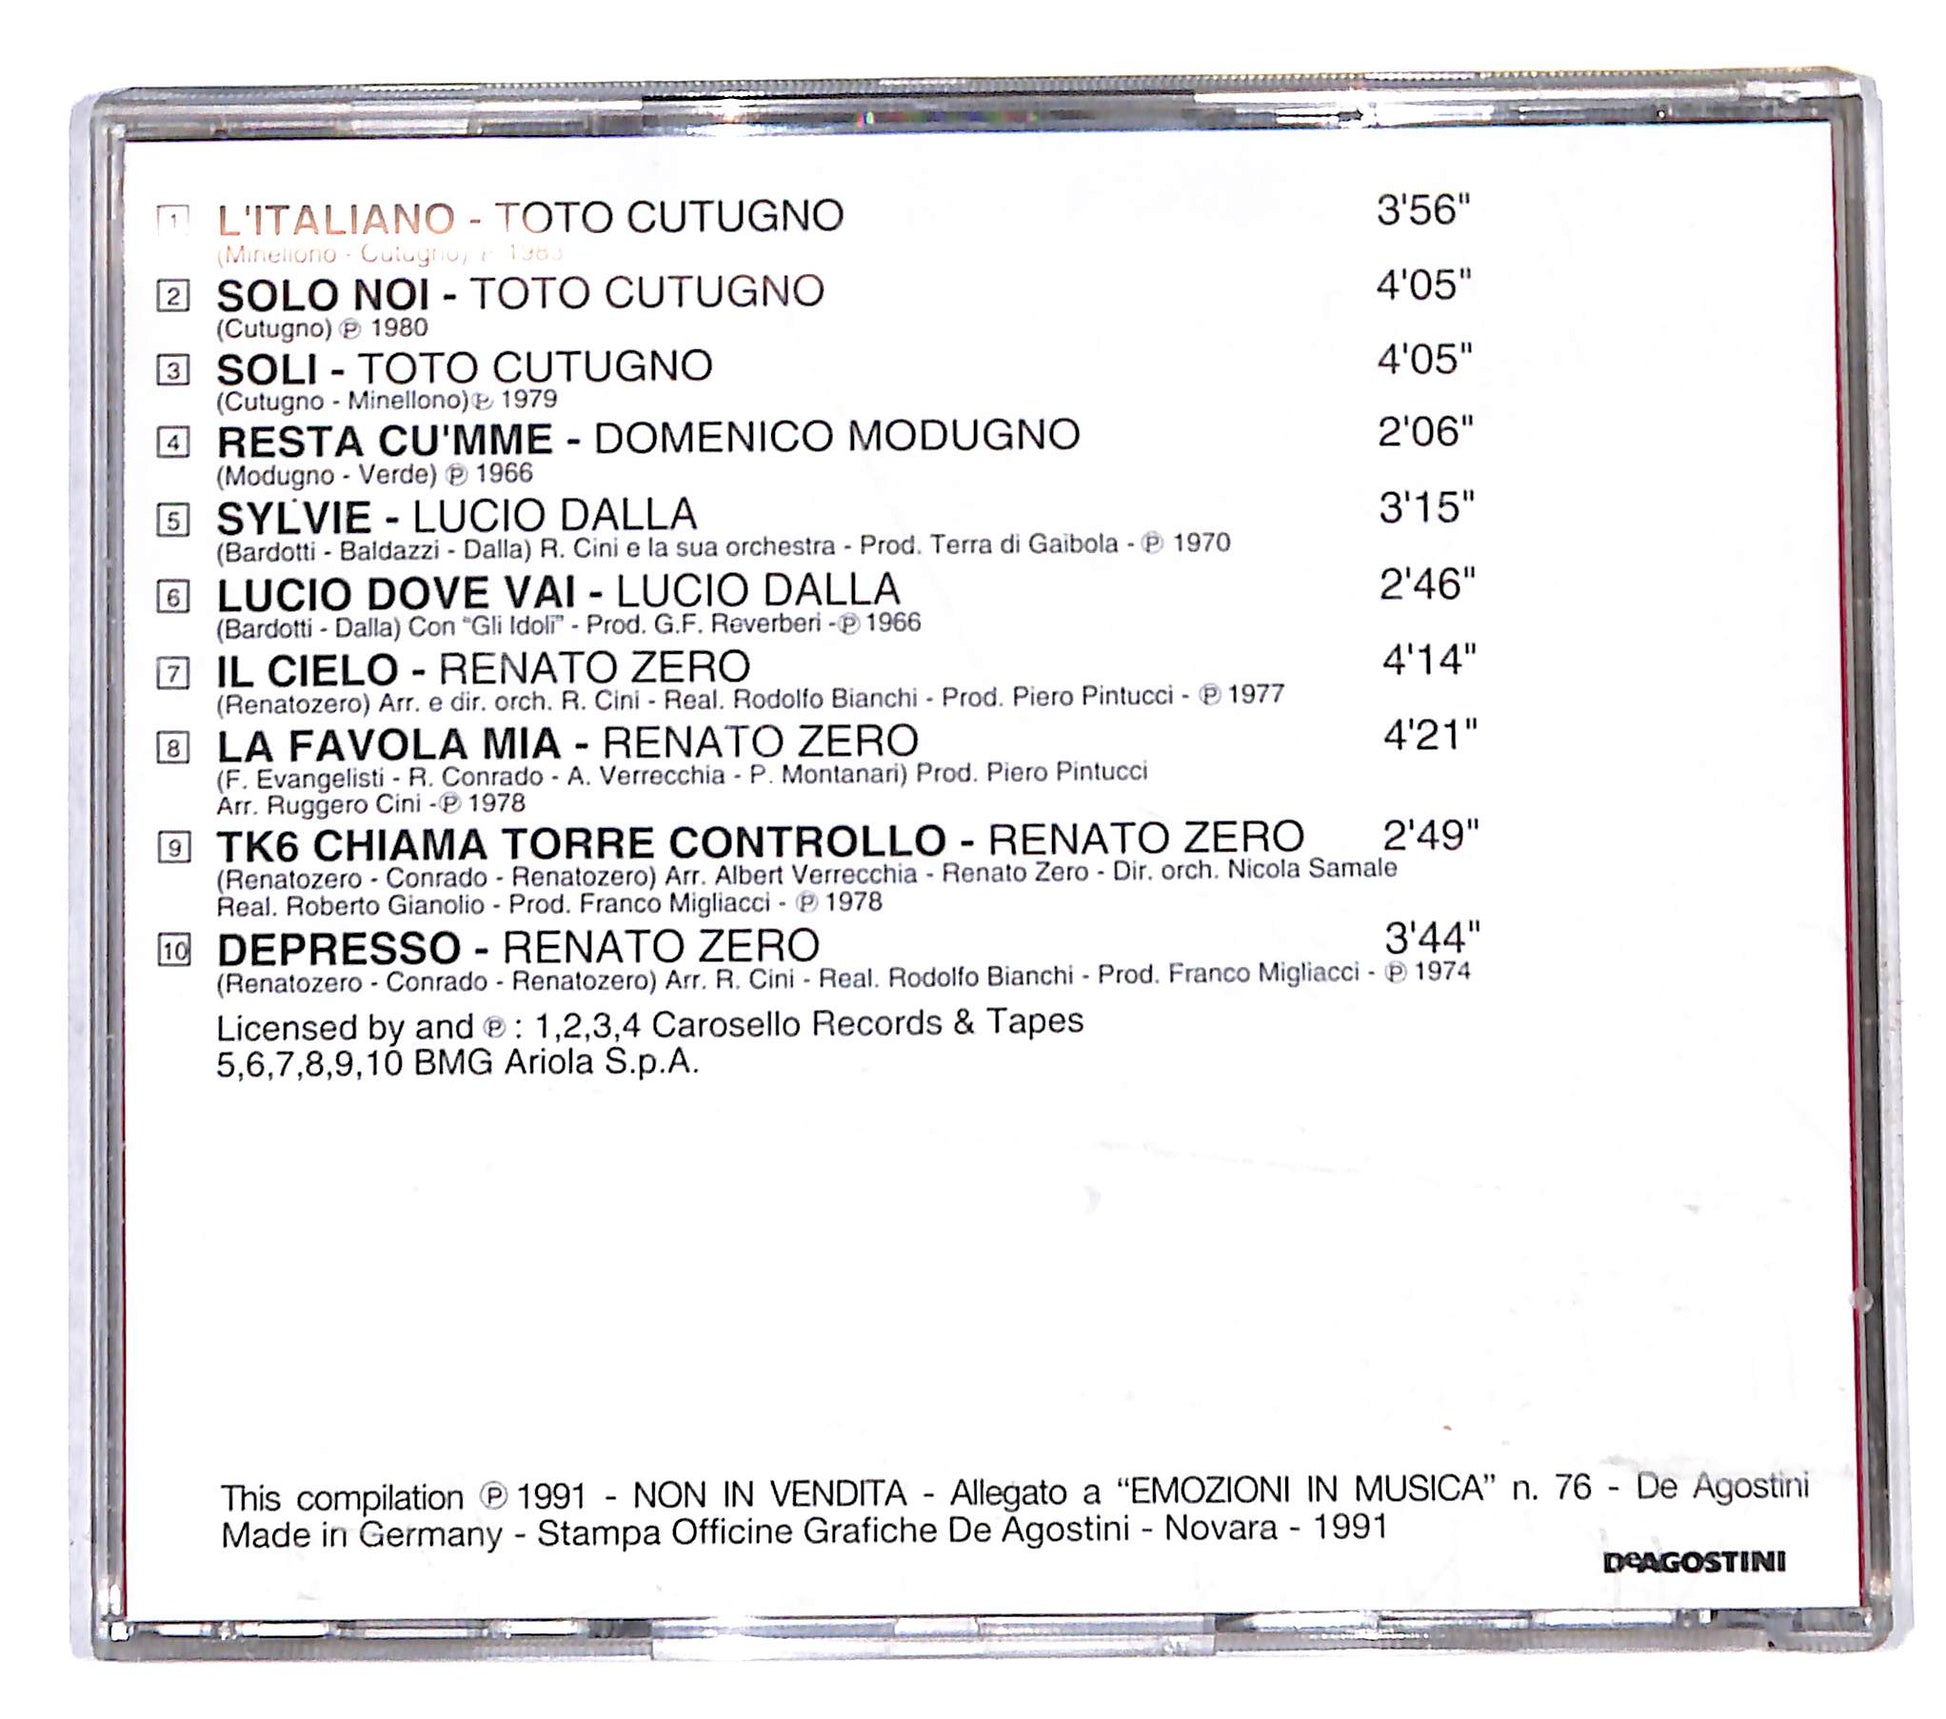 1 L'ITALIANO - TOTO CUTUGNO 3'56"
(Minellono - Cutugno) ℗ 1983
2 SOLO NOI - TOTO CUTUGNO 4'05"
(Cutugno) ℗ 1980
3 SOLI - TOTO CUTUGNO 4'05"
(Cutugno - Minellono) ℗ 1979
4 RESTA CU'MME - DOMENICO MODUGNO 2'06"
(Modugno - Verde) ℗ 1966
5 SYLVIE - LUCIO DALLA 3'15"
(Bardotti - Baldazzi - Dalla) R. Cini e la sua orchestra - Prod. Terra di Gaibola - ℗ 1970
6 LUCIO DOVE VAI - LUCIO DALLA 2'46"
(Bardotti - Dalla) Con "Gli Idoli" - Prod. G.F. Reverberi - ℗ 1966
7 IL CIELO - RENATO ZERO 4'14"
(Renatozero) Arr. e dir. orch. R. Cini - Real. Rodolfo Bianchi - Prod. Piero Pintucci - ℗ 1977
8 LA FAVOLA MIA - RENATO ZERO 4'21"
(F. Evangelisti - R. Conrado - A. Verrecchia - P. Montanari) Prod. Piero Pintucci
Arr. Ruggero Cini - ℗ 1978
9 TK6 CHIAMA TORRE CONTROLLO - RENATO ZERO 2'49"
(Renatozero - Conrado - Renatozero) Arr. Albert Verrecchia - Renato Zero - Dir. orch. Nicola Samale
Real. Roberto Gianolio - Prod. Franco Migliacci - ℗ 1978
10 DEPRESSO - RENATO ZERO 3'44"
(Renatozero - Conrado - Renatozero) Arr. R. Cini - Real. Rodolfo Bianchi - Prod. Franco Migliacci - ℗ 1974
Licensed by and ℗ : 1,2,3,4 Carosello Records & Tapes
5,6,7,8,9,10 BMG Ariola S.p.A.
This compilation ℗ 1991 - NON IN VENDITA - Allegato a “EMOZIONI IN MUSICA” n. 76 - De Agostini
Made in Germany - Stampa Officine Grafiche De Agostini - Novara - 1991
DeAGOSTINI